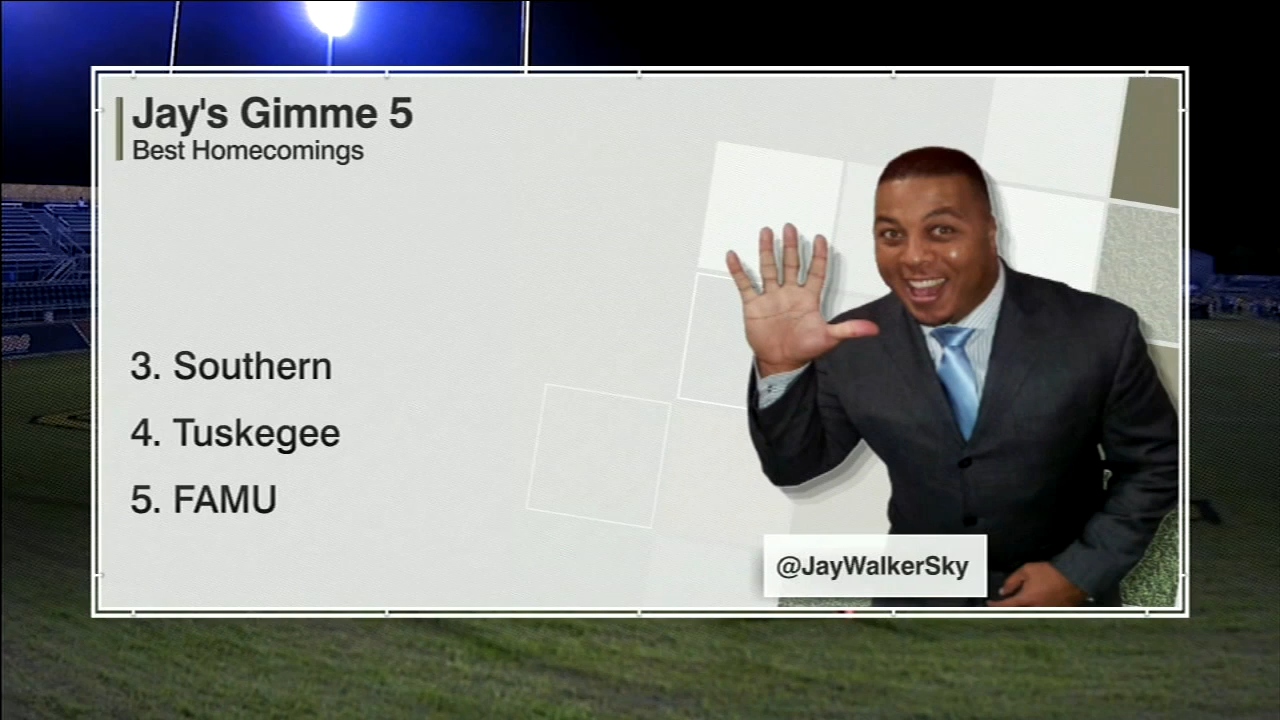 Jay's Gimme 5
Best Homecomings
3. Southern
4. Tuskegee
5. FAMU
@JayWalkerSky